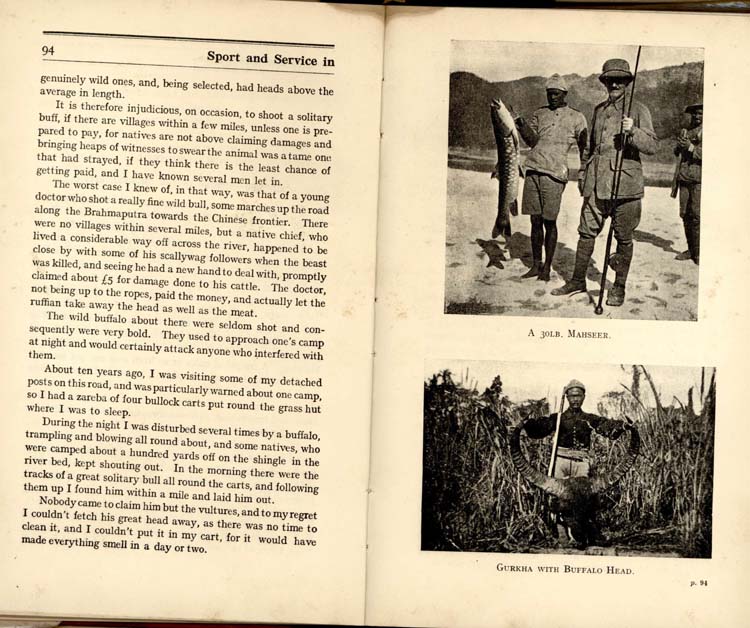 94
Sport and Service in
genuinely wild ones, and, being selected, had heads above the
average in length.
It is therefore injudicious, on occasion, to shoot a solitary
buff, if there are villages within a few miles, unless one is pre-
pared to pay, for natives are not above claiming damages and
bringing heaps of witnesses to swear the animal was a tame one
that had strayed, if they think there is the least chance of
getting paid, and I have known several men let in.
The worst case I knew of, in that way, was that of a young
doctor who shot a really fine wild bull, some marches up the road
along the Brahmaputra towards the Chinese frontier. There
were no villages within several miles, but a native chief, who
lived a considerable way off across the river, happened to be
close by with some of his scallywag followers when the beast
was killed, and seeing he had a new hand to deal with, promptly
claimed about £5 for damage done to his cattle. The doctor,
not being up to the ropes, paid the money, and actually let the
ruffian take away the head as well as the meat.
The wild buffalo about there were seldom shot and con-
sequently were very bold. They used to approach one's camp
at night and would certainly attack anyone who interfered with
them.
About ten years ago, I was visiting some of my detached
posts on this road, and was particularly warned about one camp,
so I had a zareba of four bullock carts put round the grass hut
where I was to sleep.
During the night I was disturbed several times by a buffalo,
trampling and blowing all round about, and some natives, who
were camped about a hundred yards off on the shingle in the
river bed, kept shouting out. In the morning there were the
tracks of a great solitary bull all round the carts, and following
them up I found him within a mile and laid him out.
Nobody came to claim him but the vultures, and to my regret
I couldn't fetch his great head away, as there was no time to
clean it, and I couldn't put it in my cart, for it would have
made everything smell in a day or two.
A 30LB. MAHSEER.
GURKHA WITH BUFFALO HEAD.
p. 94